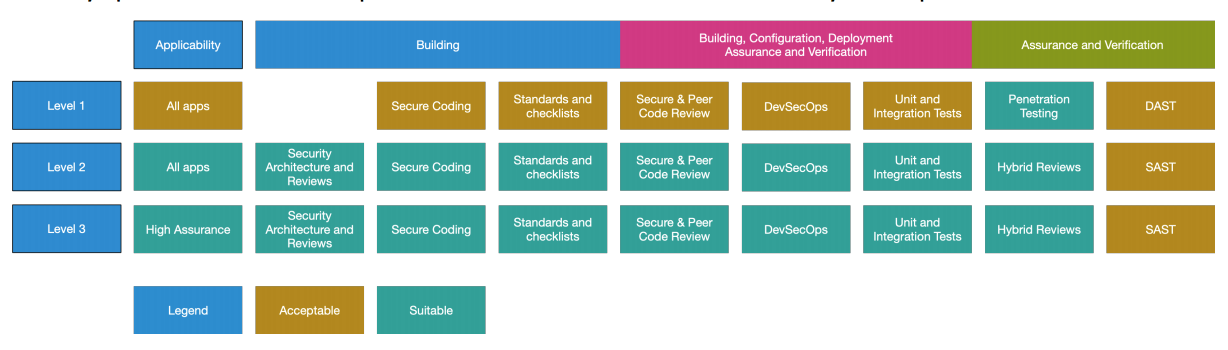 Applicability
Building
Building, Configuration, Deployment
Assurance and Verification
Assurance and Verification
Level 1
All apps
Secure Coding
Standards and
checklists
Secure & Peer
Code Review
DevSecOps
Unit and
Integration Tests
Penetration
Testing
DAST
Level 2
All apps
Security
Architecture and
Reviews
Secure Coding
Standards and
checklists
Secure & Peer
Code Review
DevSecOps
Unit and
Integration Tests
Hybrid Reviews
SAST
Level 3
High Assurance
Security
Architecture and
Reviews
Secure Coding
Standards and
checklists
Secure & Peer
Code Review
DevSecOps
Unit and
Integration Tests
Hybrid Reviews
SAST
Legend
Acceptable
Suitable